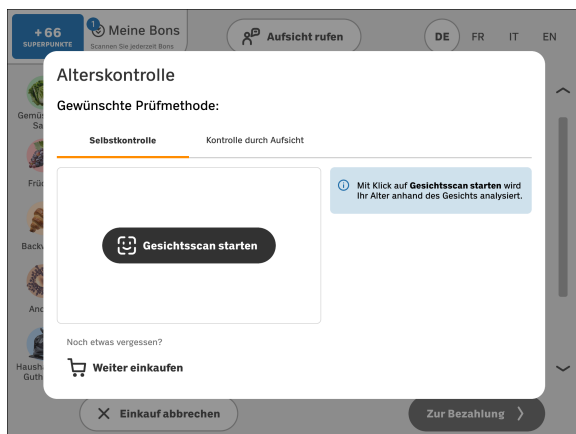 +66
SUPERPUNKTE
1
Meine Bons
Scannen Sie jederzeit Bons
Aufsicht rufen
DE FR IT EN
Alterskontrolle
Gewünschte Prüfmethode:
Selbstkontrolle
Kontrolle durch Aufsicht
Gesichtsscan starten
Mit Klick auf Gesichtsscan starten wird
Ihr Alter anhand des Gesichts analysiert.
Noch etwas vergessen?
Weiter einkaufen
Einkauf abbrechen
Zur Bezahlung